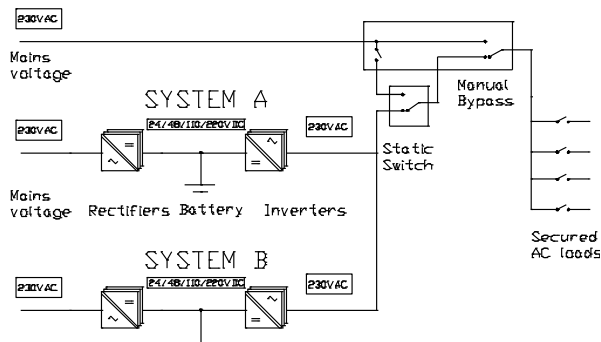 230VAC
Mains
voltage
Manual
Bypass
SYSTEM A
230VAC
24/48/110/220VDC
230VAC
Static
Switch
Mains
voltage
Rectifiers
Battery
Inverters
Secured
AC loads
SYSTEM B
230VAC
24/48/110/220VDC
230VAC